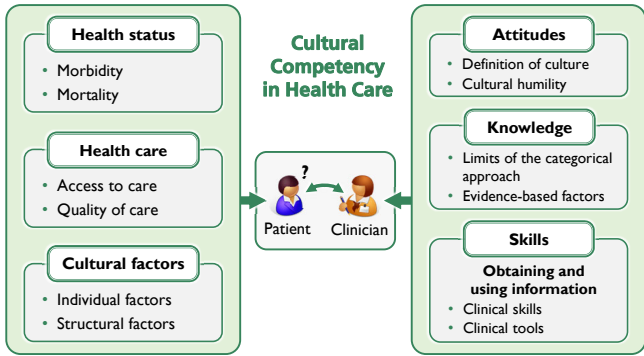 Health status
• Morbidity
• Mortality
Health care
• Access to care
• Quality of care
Cultural factors
• Individual factors
• Structural factors
Cultural
Competency
in Health Care
?
Patient
Clinician
Attitudes
• Definition of culture
• Cultural humility
Knowledge
• Limits of the categorical
approach
• Evidence-based factors
Skills
Obtaining and
using information
• Clinical skills
• Clinical tools